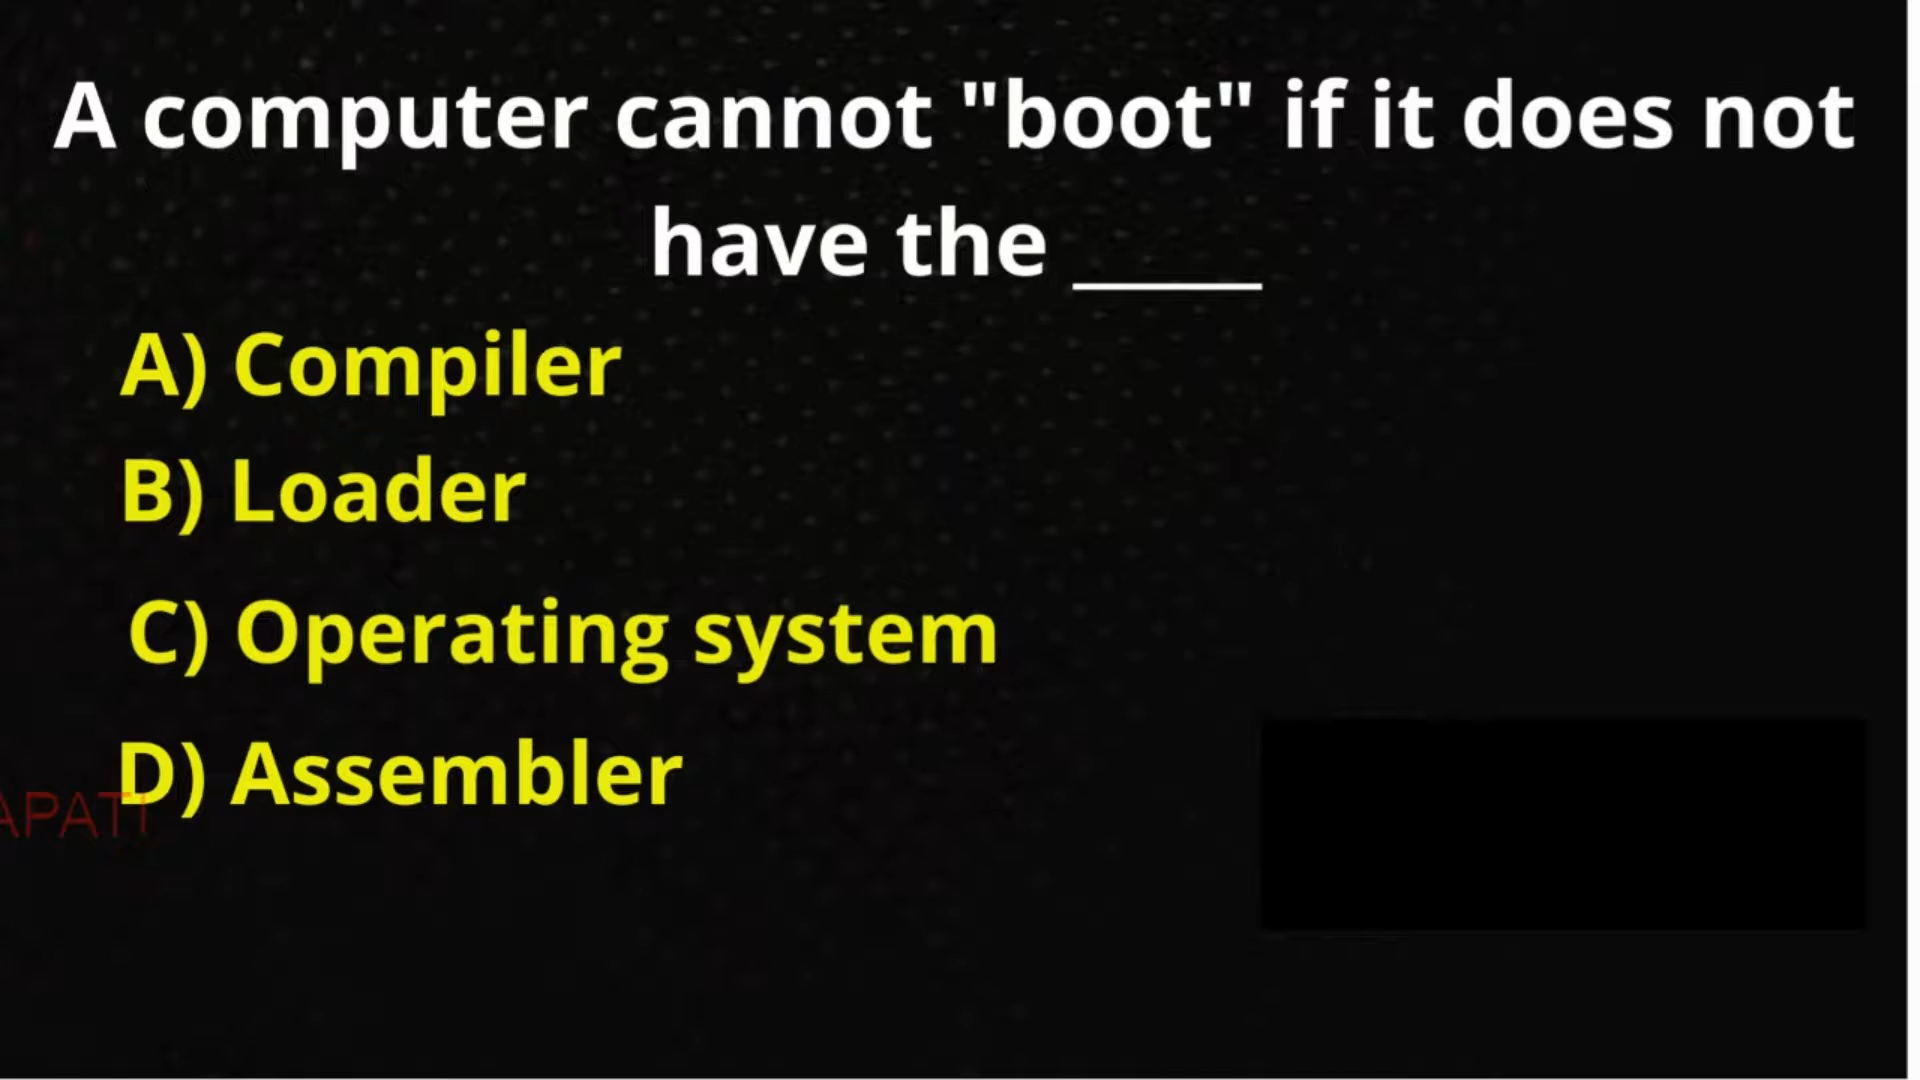 A computer cannot "boot" if it does not
have the _____
A) Compiler
B) Loader
C) Operating system
D) Assembler